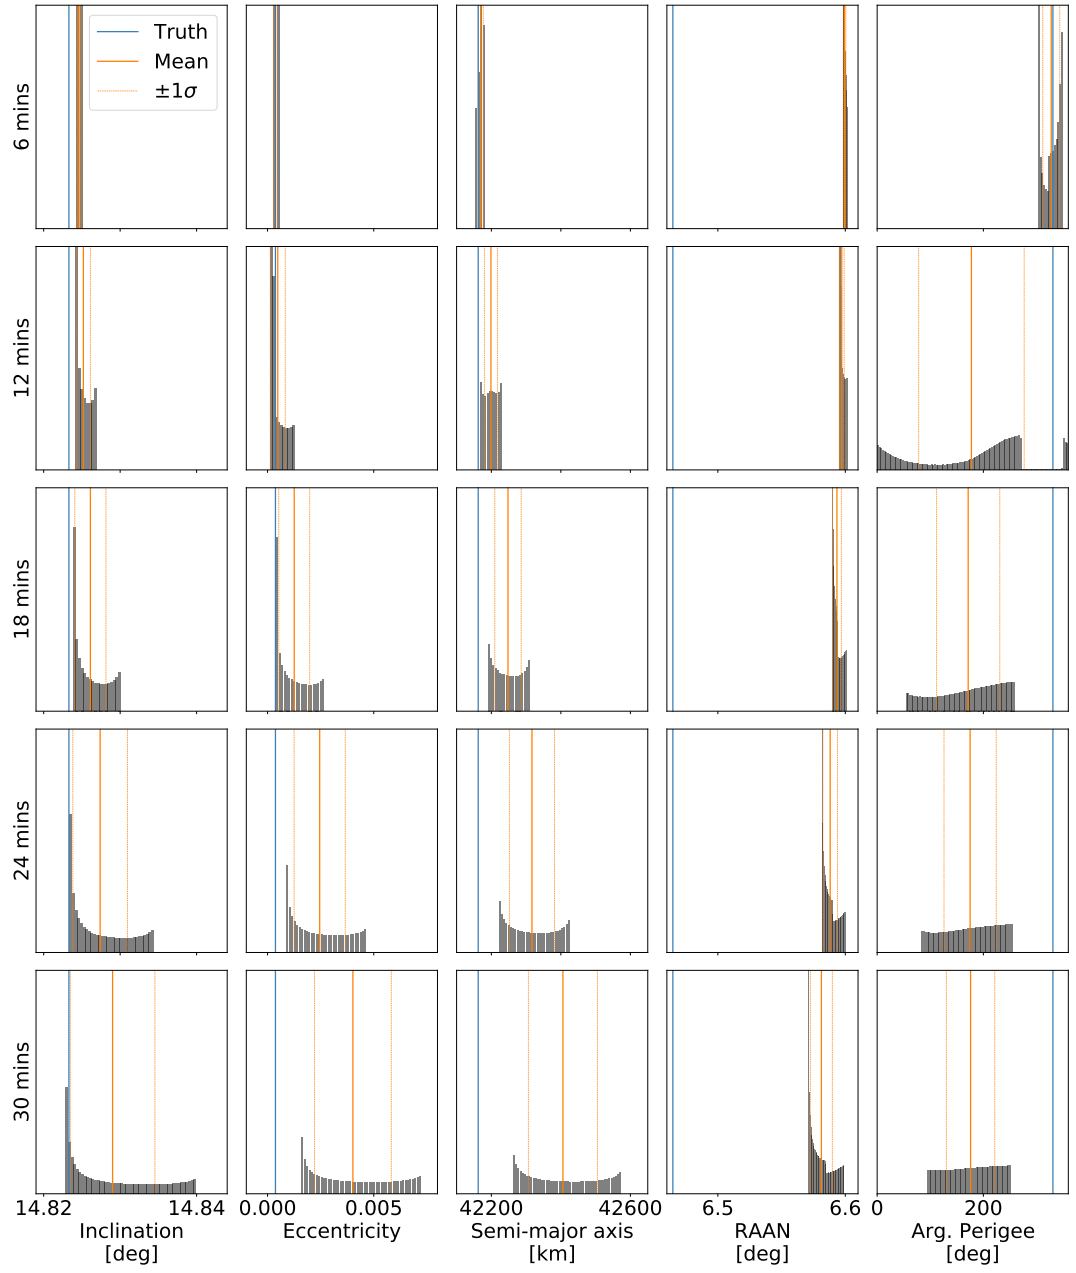 Truth
Mean
±1σ
6 mins
12 mins
18 mins
24 mins
30 mins
14.82 14.84 0.000 0.005 42200 42600 6.5 6.6 0 200
Inclination Eccentricity Semi-major axis RAAN Arg. Perigee
[deg] [km] [deg] [deg]